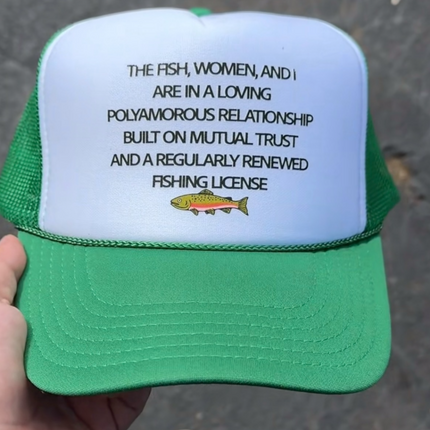 THE FISH, WOMEN, AND I
ARE IN A LOVING
POLYAMOROUS RELATIONSHIP
BUILT ON MUTUAL TRUST
AND A REGULARLY RENEWED
FISHING LICENSE